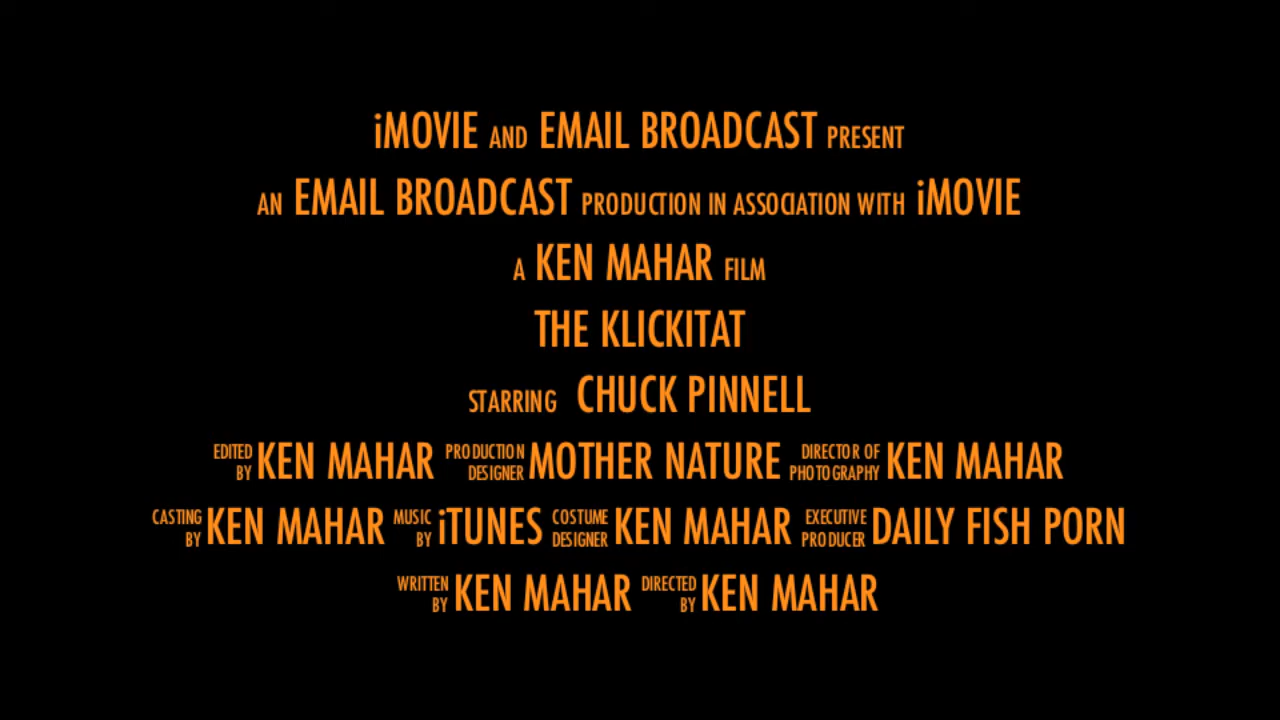 iMOVIE AND EMAIL BROADCAST PRESENT
AN EMAIL BROADCAST PRODUCTION IN ASSOCIATION WITH iMOVIE
A KEN MAHAR FILM
THE KLICKITAT
STARRING CHUCK PINNELL
EDITED BY KEN MAHAR PRODUCTION DESIGNER MOTHER NATURE DIRECTOR OF PHOTOGRAPHY KEN MAHAR
CASTING BY KEN MAHAR MUSIC BY iTUNES COSTUME DESIGNER KEN MAHAR EXECUTIVE PRODUCER DAILY FISH PORN
WRITTEN BY KEN MAHAR DIRECTED BY KEN MAHAR